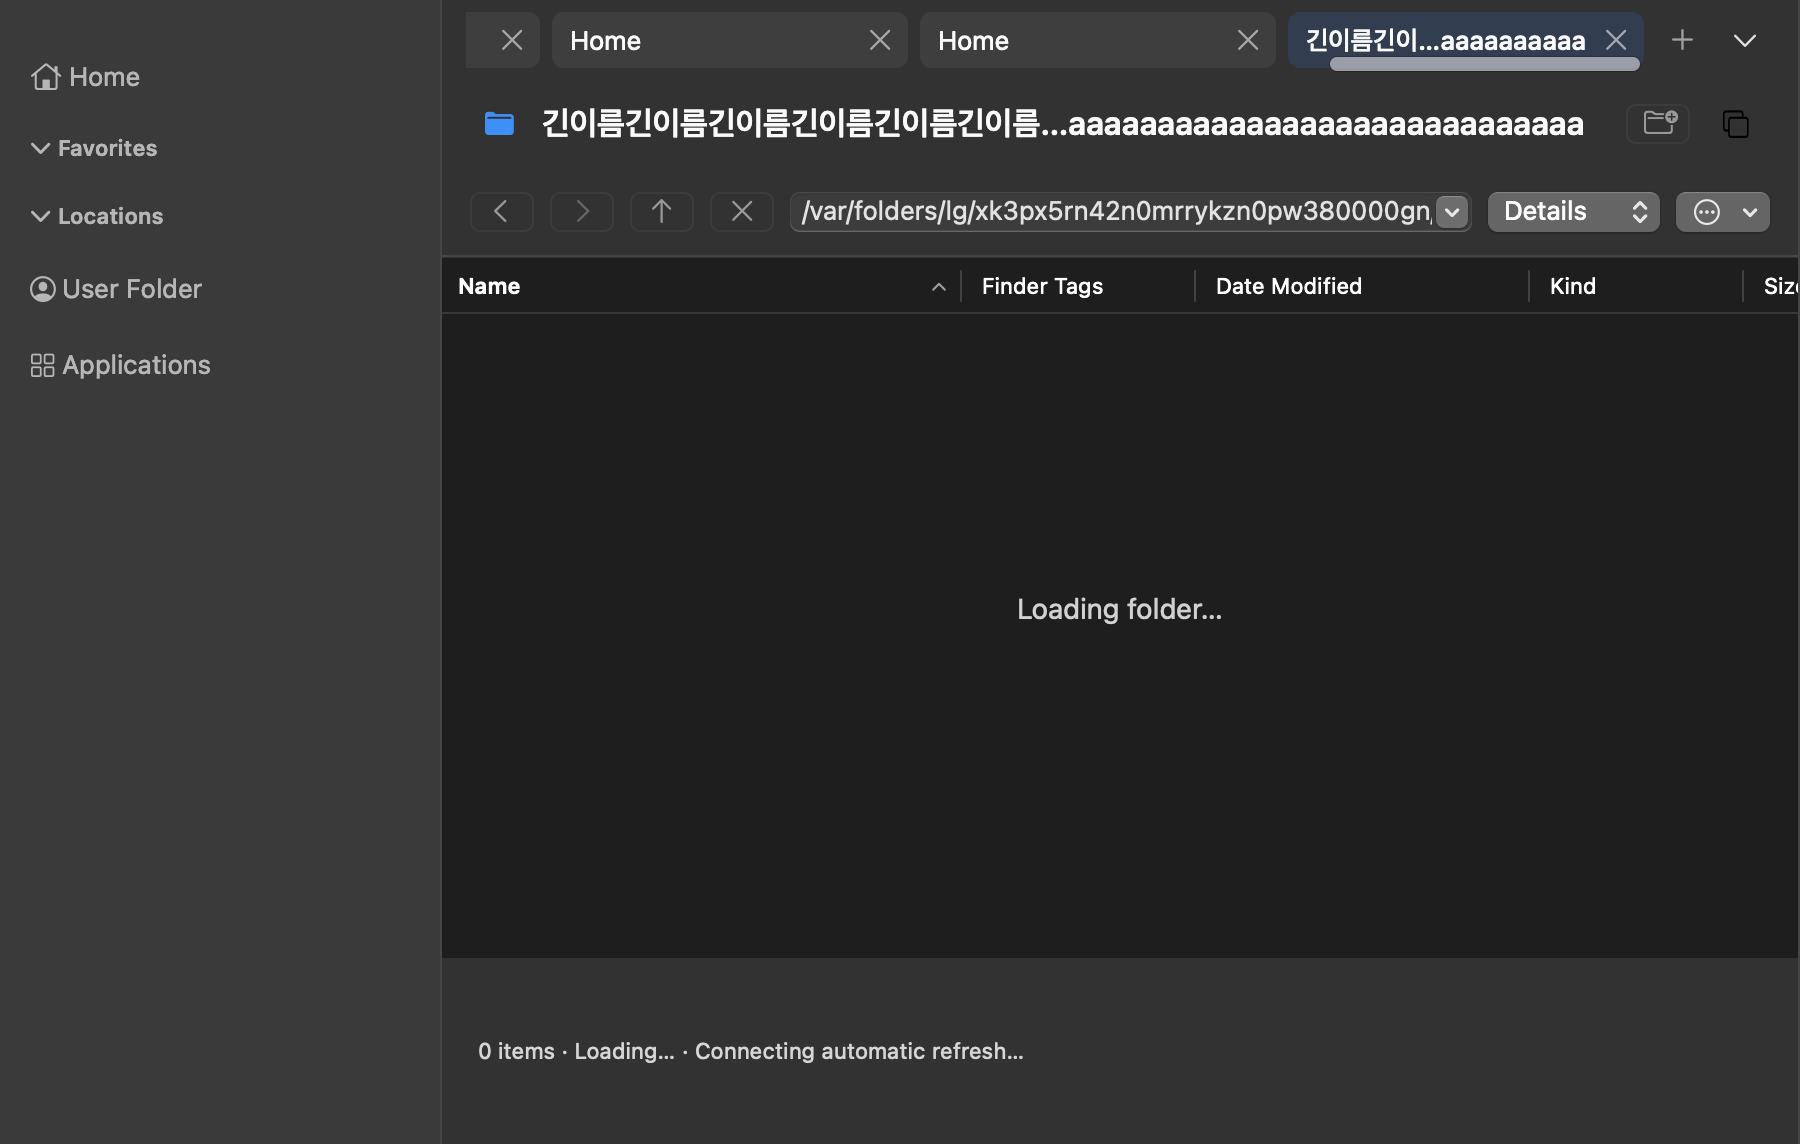 Home
Favorites
Locations
User Folder
Applications
Home
Home
긴이름긴이...aaaaaaaaaa
긴이름긴이름긴이름긴이름긴이름긴이름...aaaaaaaaaaaaaaaaaaaaaaaaaaaaa
/var/folders/lg/xk3px5rn42n0mrrykzn0pw380000gn/
Details
Name
Finder Tags
Date Modified
Kind
Loading folder...
0 items · Loading... · Connecting automatic refresh...